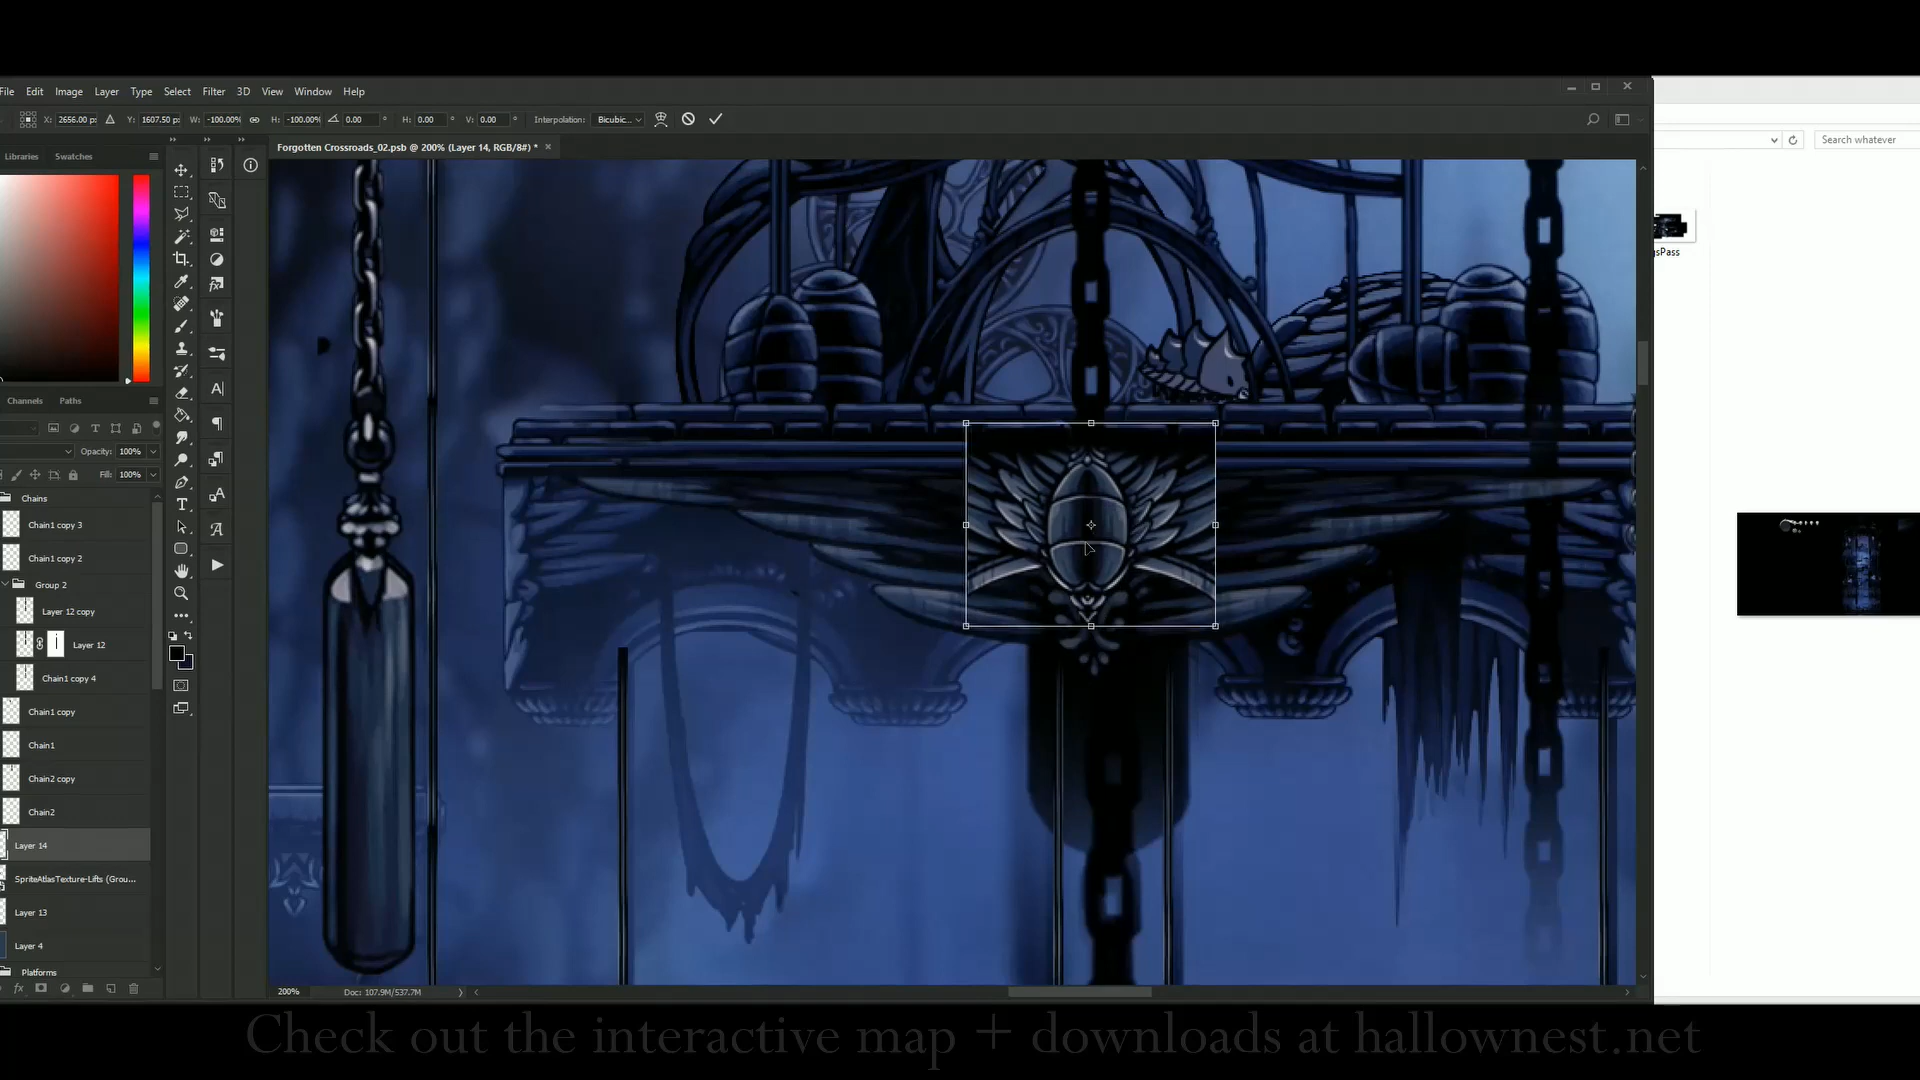 File Edit Image Layer Type Select Filter 3D View Window Help
X: 2656.00 px Y: 1607.50 px W: -100.00% H: -100.00% 0.00 ° H: 0.00 ° V: 0.00 ° Interpolation: Bicubic...
Forgotten Crossroads_02.psb @ 200% (Layer 14, RGB/8#) * ×
Search whatever
Libraries Swatches
gsPass
Channels Paths
Opacity: 100%
Fill: 100%
Chains
Chain1 copy 3
Chain1 copy 2
Group 2
Layer 12 copy
Layer 12
Chain1 copy 4
Chain1 copy
Chain1
Chain2 copy
Chain2
Layer 14
SpriteAtlasTexture-Lifts (Grou...
Layer 13
Layer 4
Platforms
200% Doc: 107.9M/537.7M
Check out the interactive map + downloads at hallownest.net